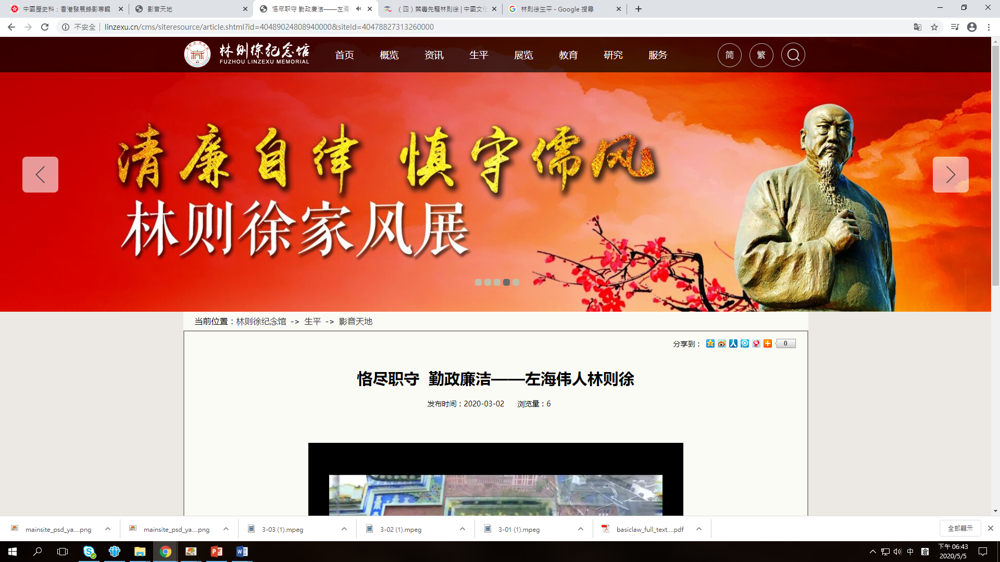 中國歷史科：香港發展錄影專輯
影音天地
恪尽职守 勤政廉洁——左海
（四）禁毒先驅林則徐 | 中國文化
林則徐生平 - Google 搜尋
不安全
linzexu.cn/cms/siteresource/article.shtml?id=40489024808940000&siteId=40478827313260000
林则徐纪念馆
FUZHOU LINZEXU MEMORIAL
首页 概览 资讯 生平 展览 教育 研究 服务 简 繁
清廉自律 慎守儒风
林则徐家风展
当前位置：林则徐纪念馆 -> 生平 -> 影音天地
分享到： 0
恪尽职守 勤政廉洁——左海伟人林则徐
发布时间：2020-03-02 浏览量：6
mainsite_psd_ya....png mainsite_psd_ya....png 3-03 (1).mpeg 3-02 (1).mpeg 3-01 (1).mpeg basiclaw_full_text....pdf 全部顯示
中 倉 下午 06:43
2020/5/5